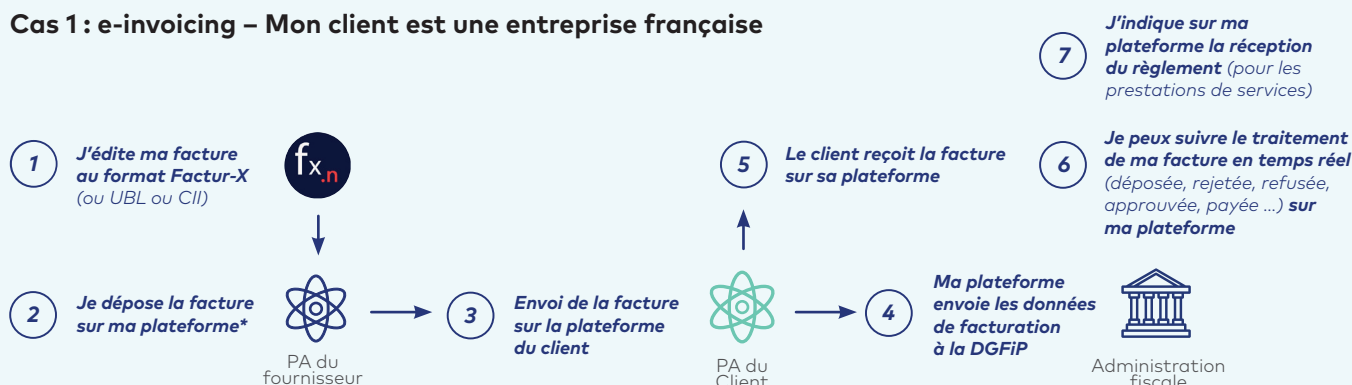 Cas 1 : e-invoicing – Mon client est une entreprise française
1
J'édite ma facture
au format Factur-X
(ou UBL ou CII)
fx.n
2
Je dépose la facture
sur ma plateforme*
PA du
fournisseur
3
Envoi de la facture
sur la plateforme
du client
PA du
Client
4
Ma plateforme
envoie les données
de facturation
à la DGFiP
Administration
fiscale
5
Le client reçoit la facture
sur sa plateforme
6
Je peux suivre le traitement
de ma facture en temps réel
(déposée, rejetée, refusée,
approuvée, payée ...) sur
ma plateforme
7
J'indique sur ma
plateforme la réception
du règlement (pour les
prestations de services)